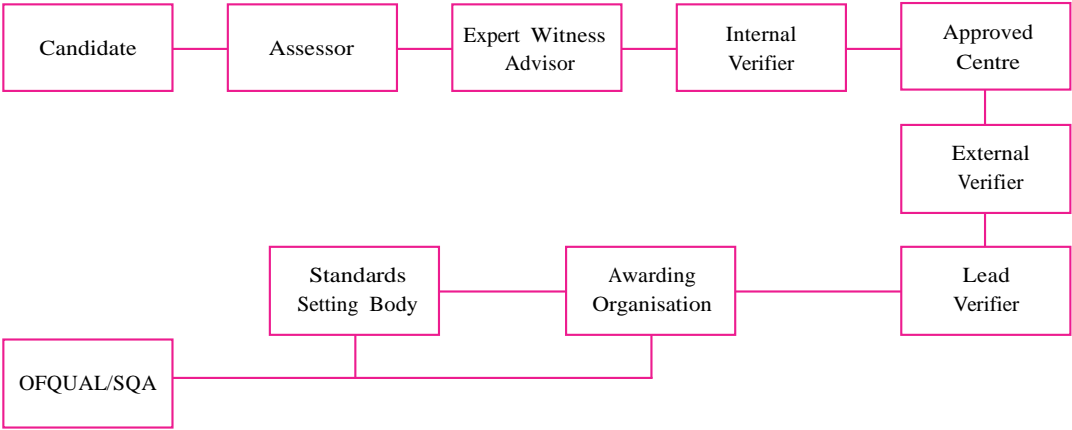 Candidate
Assessor
Expert Witness
Advisor
Internal
Verifier
Approved
Centre
External
Verifier
Lead
Verifier
Awarding
Organisation
Standards
Setting Body
OFQUAL/SQA